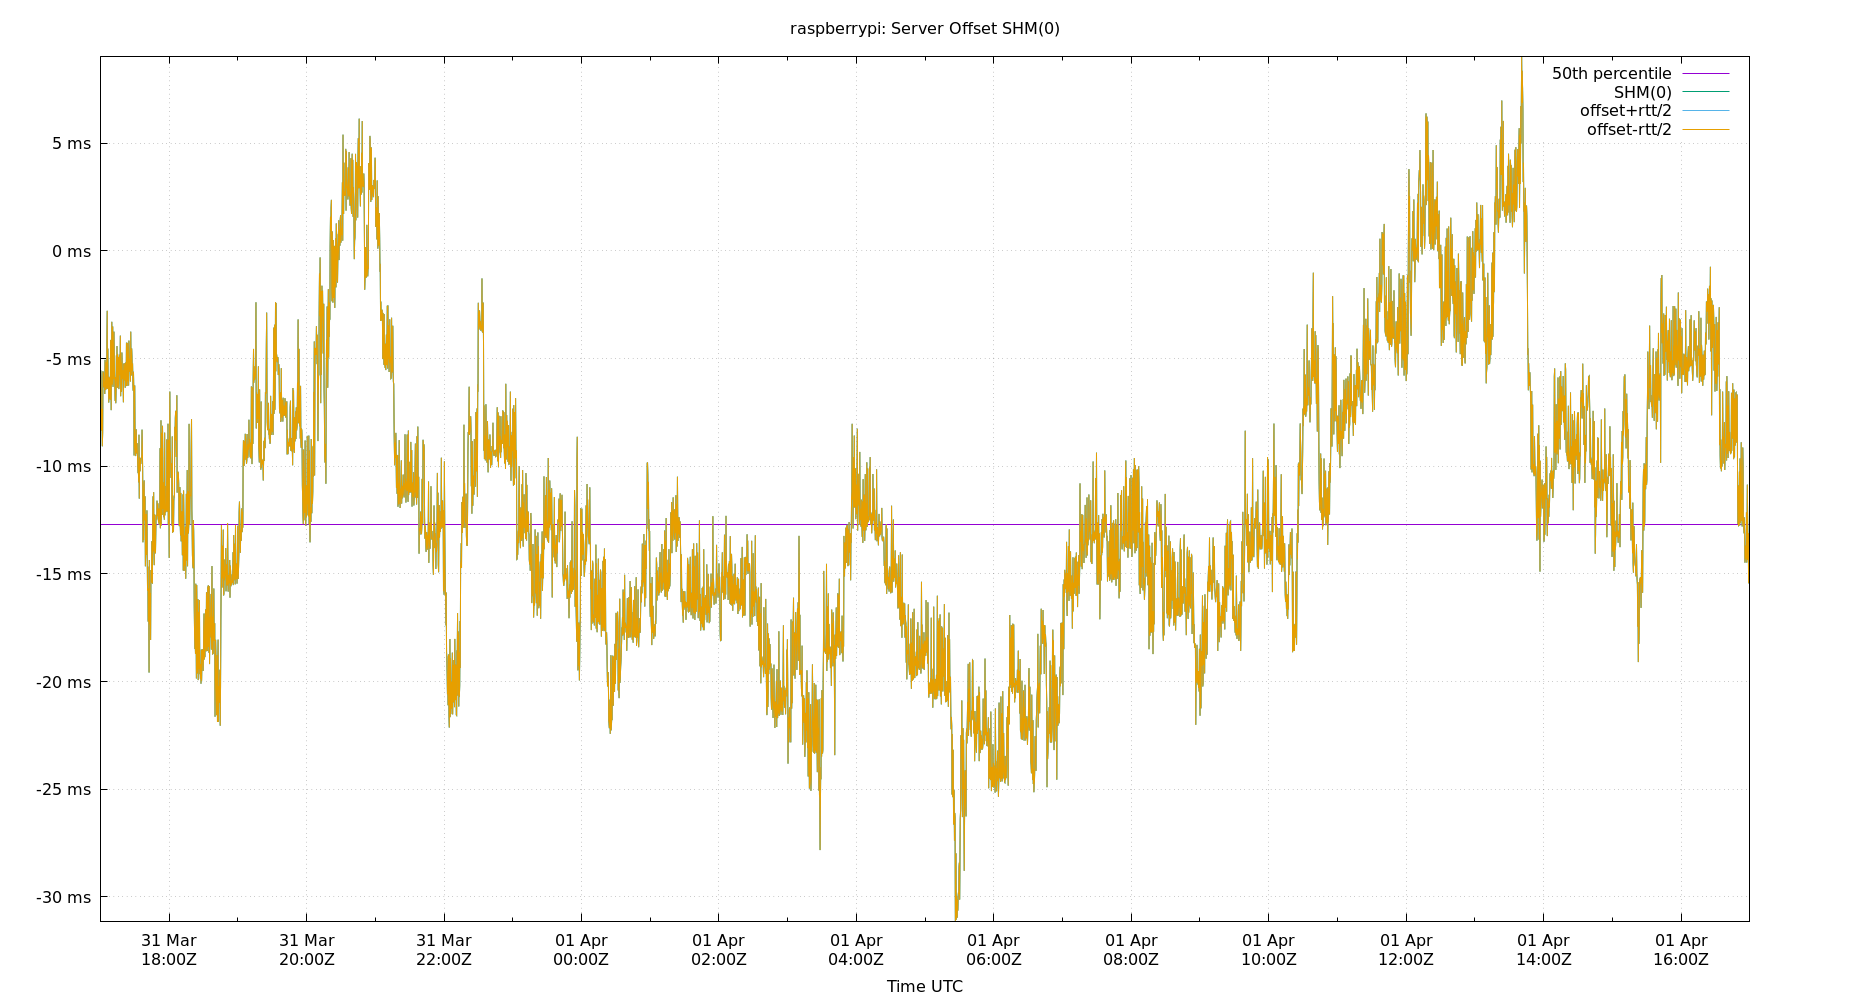 raspberrypi: Server Offset SHM(0)
50th percentile
SHM(0)
offset+rtt/2
offset-rtt/2
5 ms
0 ms
-5 ms
-10 ms
-15 ms
-20 ms
-25 ms
-30 ms
31 Mar 31 Mar 31 Mar 01 Apr 01 Apr 01 Apr 01 Apr 01 Apr 01 Apr 01 Apr 01 Apr 01 Apr
18:00Z 20:00Z 22:00Z 00:00Z 02:00Z 04:00Z 06:00Z 08:00Z 10:00Z 12:00Z 14:00Z 16:00Z
Time UTC